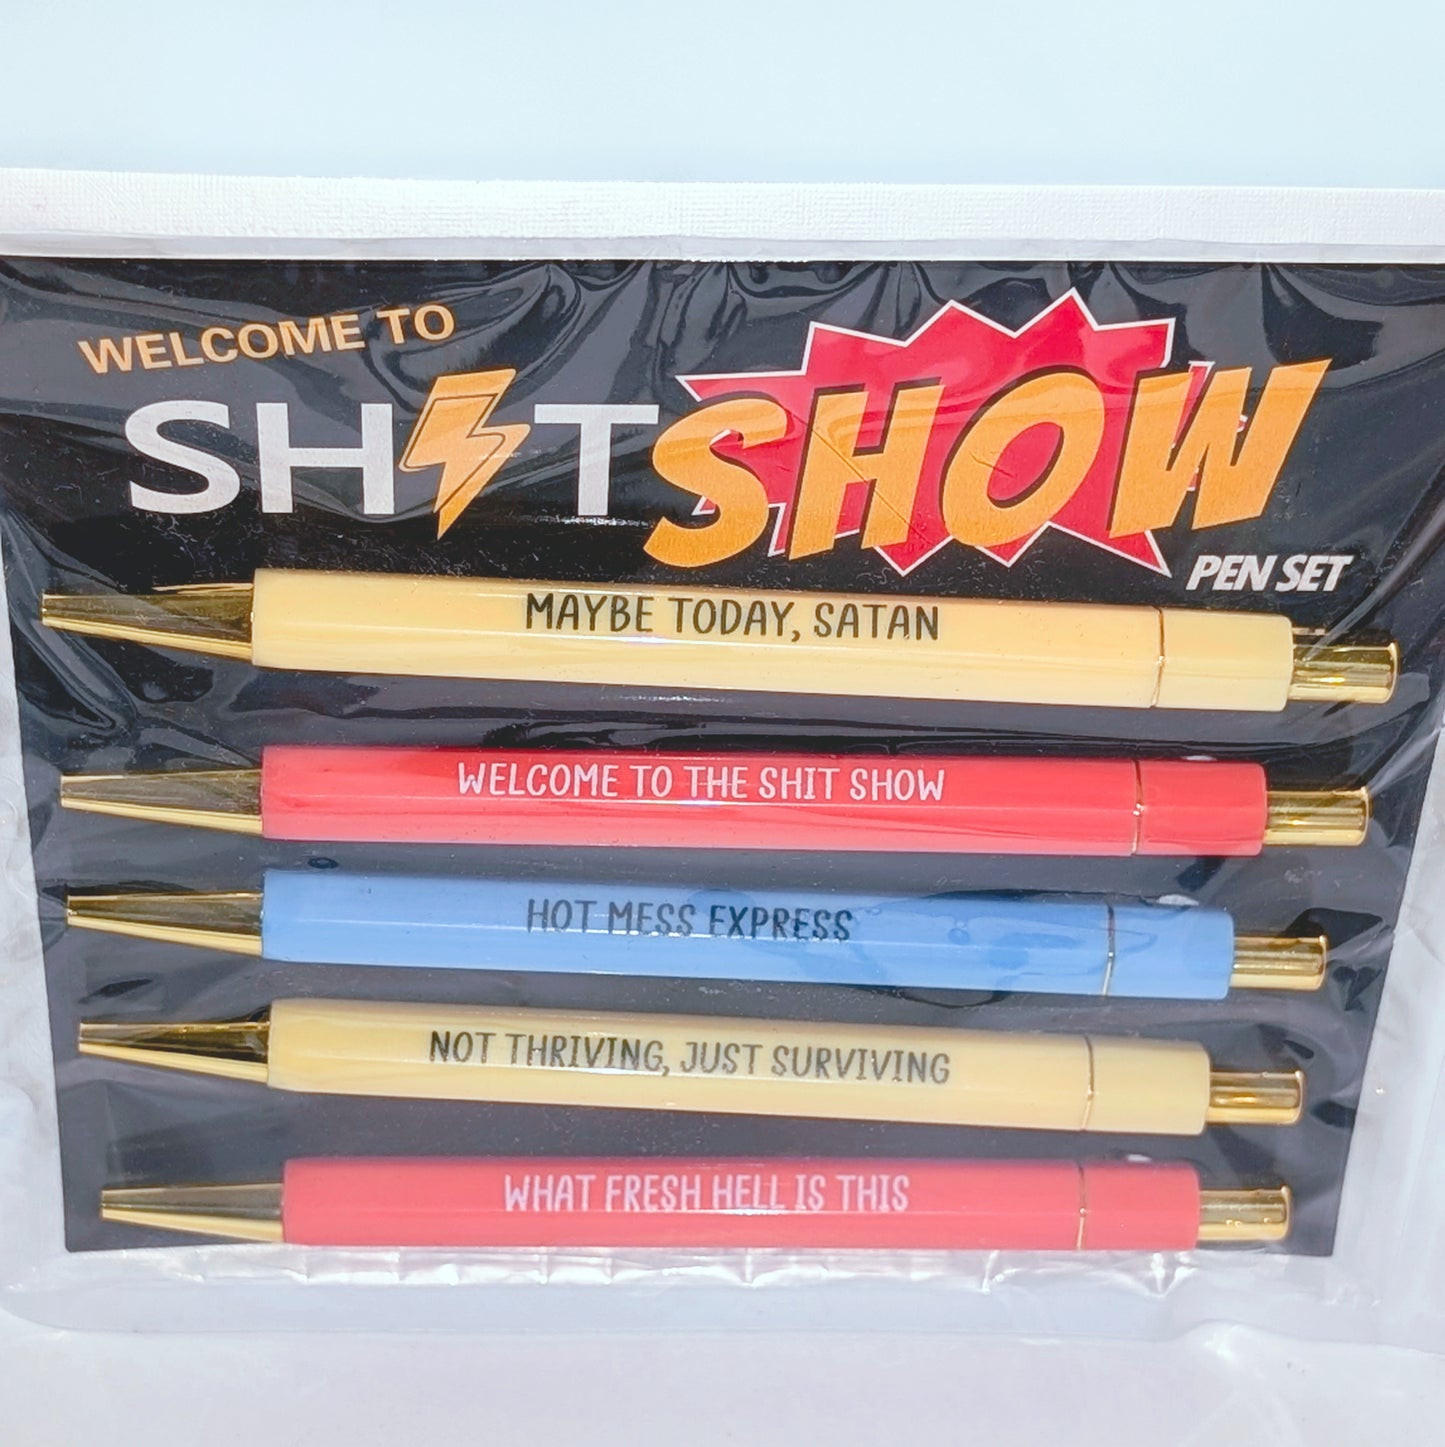 WELCOME TO
SH⚡T SHOW
PEN SET
MAYBE TODAY, SATAN
WELCOME TO THE SHIT SHOW
HOT MESS EXPRESS
NOT THRIVING, JUST SURVIVING
WHAT FRESH HELL IS THIS